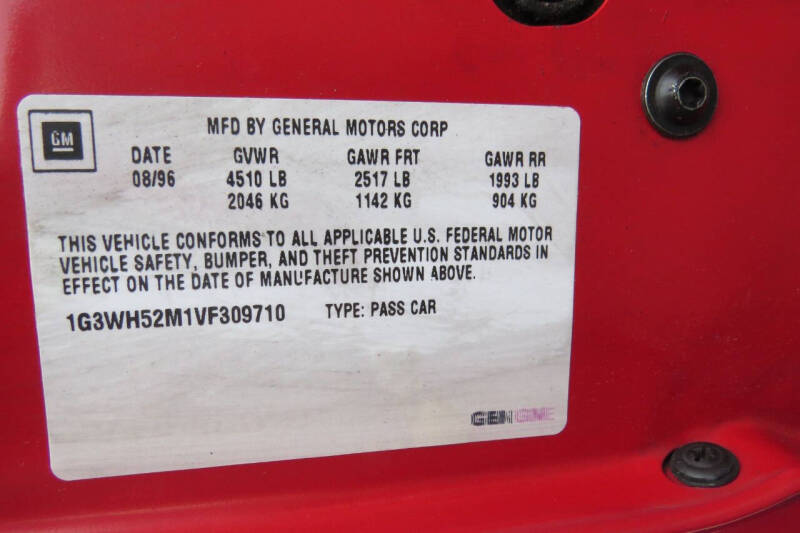 GM
MFD BY GENERAL MOTORS CORP
DATE GVWR GAWR FRT GAWR RR
08/96 4510 LB 2517 LB 1993 LB
2046 KG 1142 KG 904 KG
THIS VEHICLE CONFORMS TO ALL APPLICABLE U.S. FEDERAL MOTOR
VEHICLE SAFETY, BUMPER, AND THEFT PREVENTION STANDARDS IN
EFFECT ON THE DATE OF MANUFACTURE SHOWN ABOVE.
1G3WH52M1VF309710 TYPE: PASS CAR